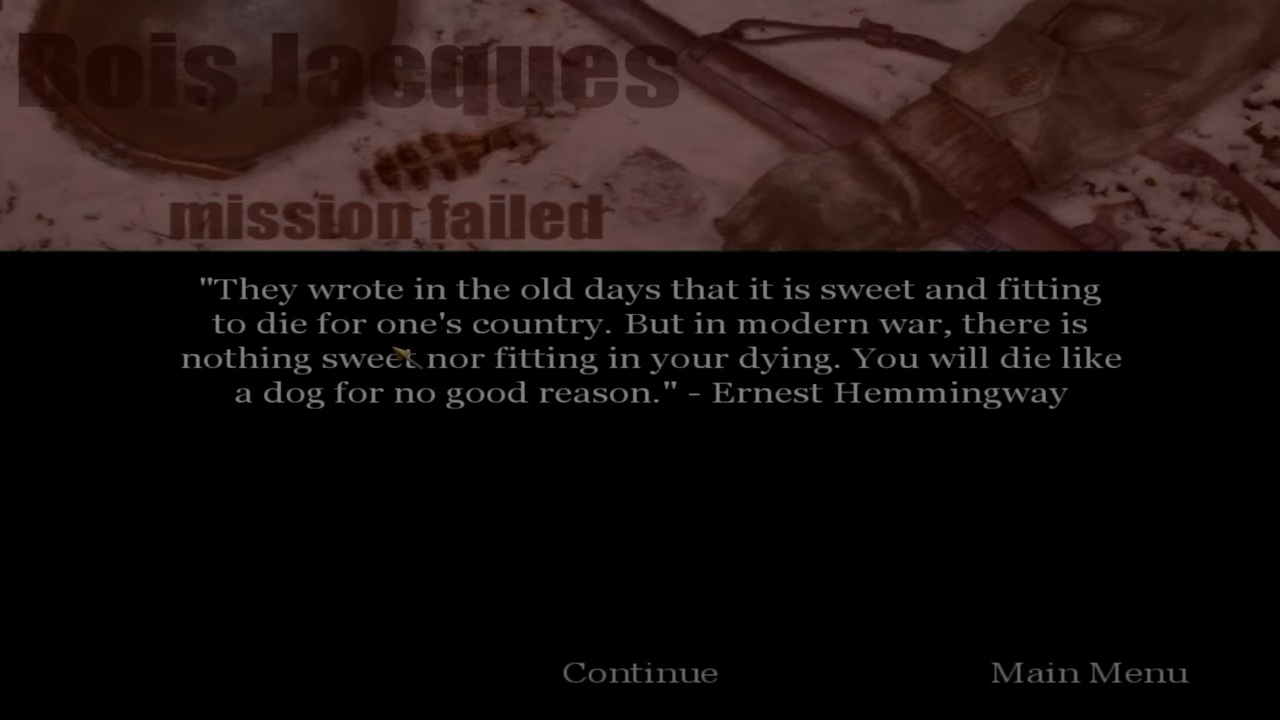 Bois Jacques
mission failed
"They wrote in the old days that it is sweet and fitting
to die for one's country. But in modern war, there is
nothing sweet nor fitting in your dying. You will die like
a dog for no good reason." - Ernest Hemmingway
Continue
Main Menu